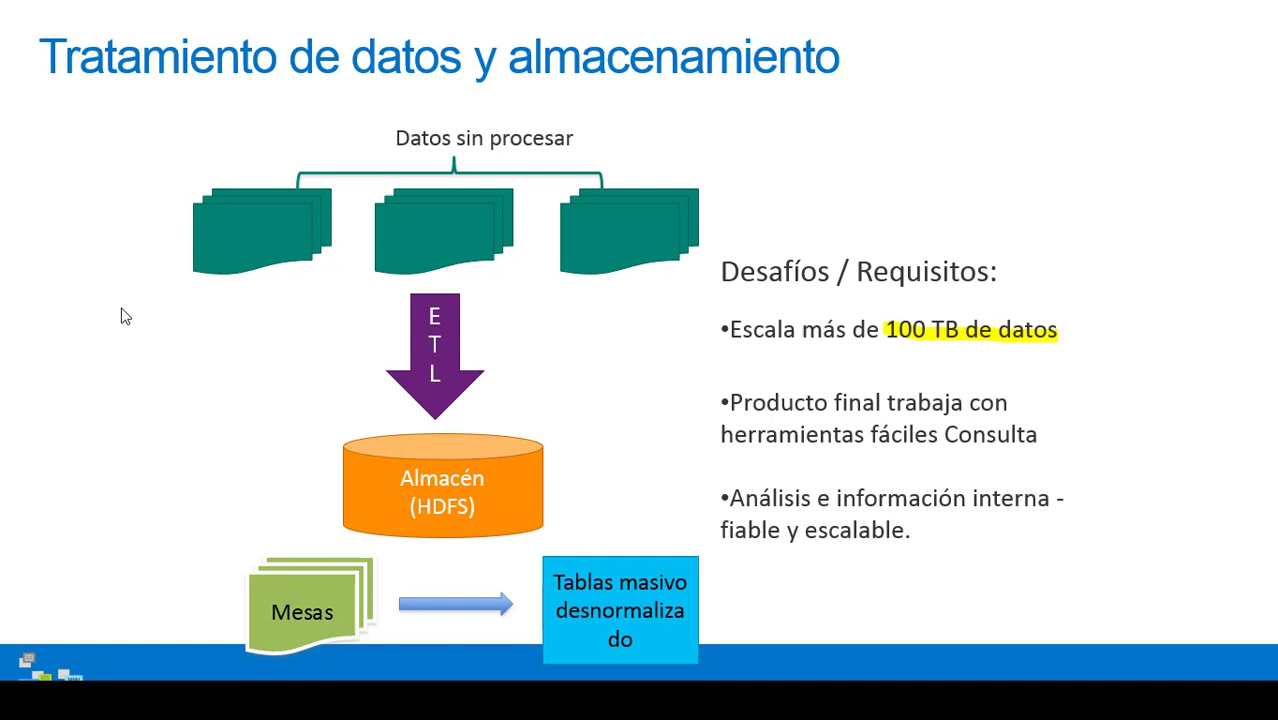 Tratamiento de datos y almacenamiento
Datos sin procesar
E
T
L
Almacén
(HDFS)
Mesas
Tablas masivo
desnormaliza
do
Desafíos / Requisitos:
•Escala más de 100 TB de datos
•Producto final trabaja con
herramientas fáciles Consulta
•Análisis e información interna -
fiable y escalable.